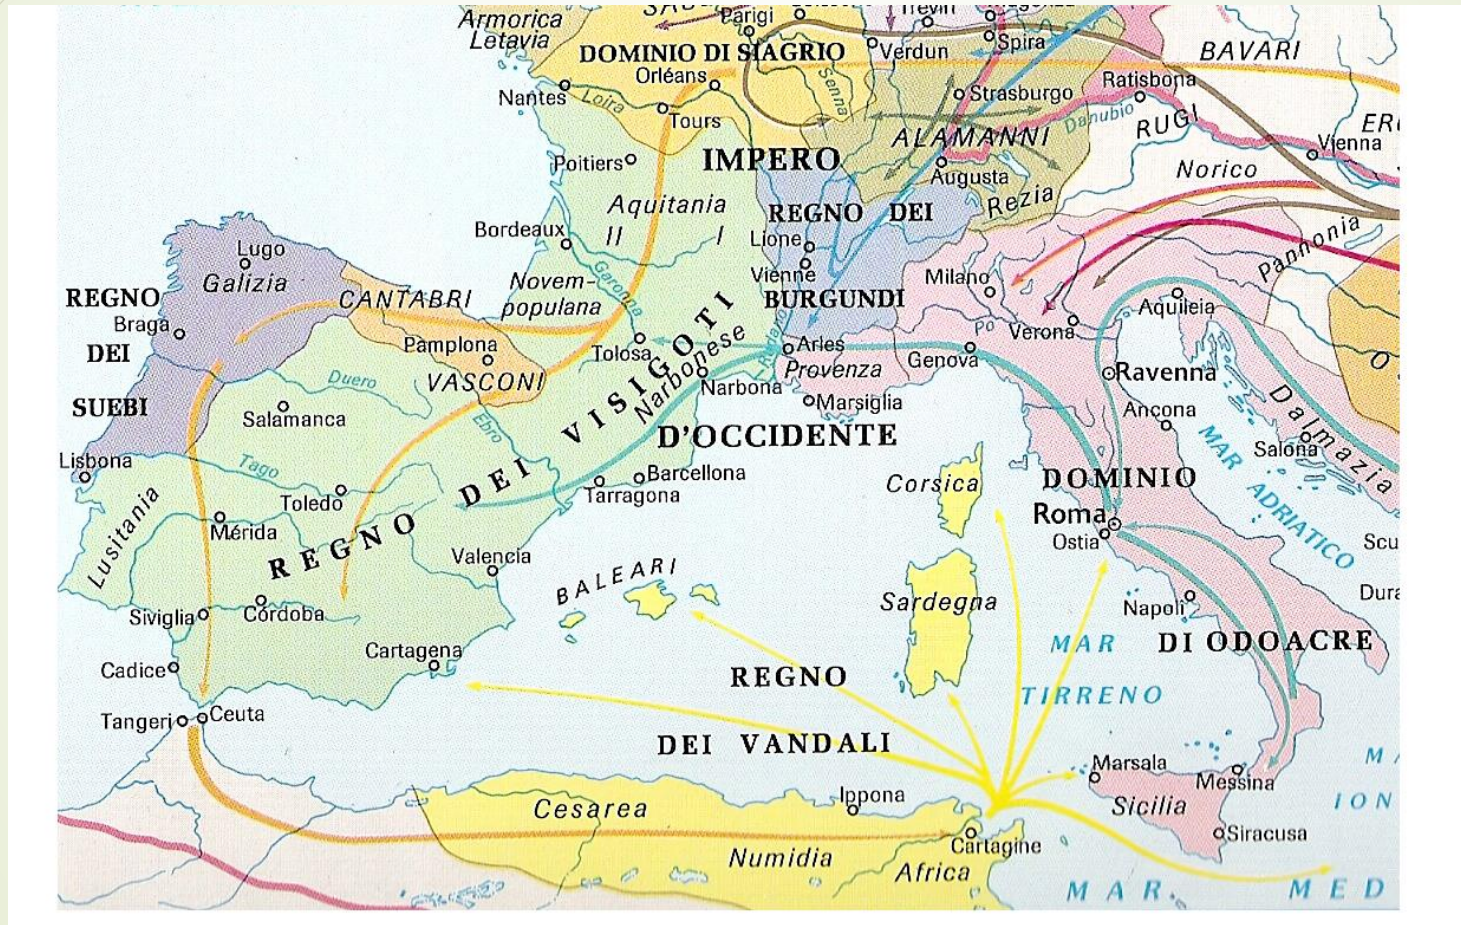 Armorica
Letavia
Parigi
DOMINIO DI SIAGRIO
Verdun
Spira
BAVARI
Orléans
Senna
Ratisbona
Nantes
Loira
Strasburgo
Tours
ALAMANNI
Danubio
RUGI
Vienna
Poitiers
IMPERO
Augusta
Norico
Aquitania
II
I
REGNO DEI
Rezia
Bordeaux
Lione
Pannonia
Lugo
Galizia
Garonna
Vienne
Milano
REGNO
CANTABRI
Novem-
populana
BURGUNDI
Aquileia
Braga
Po
Verona
DEI
Pamplona
Tolosa
Arles
Genova
VASCONI
Narbonese
Provenza
Ravenna
Duero
Narbona
SUEBI
Salamanca
Marsiglia
Ancona
Dalmazia
Ebro
D'OCCIDENTE
Salona
Lisbona
Tago
Barcellona
Corsica
DOMINIO
MAR ADRIATICO
Toledo
Tarragona
Roma
Lusitania
Mérida
REGNO DEI VISIGOTI
Ostia
Valencia
BALEARI
Siviglia
Córdoba
Sardegna
Napoli
Cartagena
MAR
DI ODOACRE
Cadice
REGNO
TIRRENO
Tangeri
Ceuta
DEI VANDALI
Marsala
Messina
Cesarea
Ippona
Sicilia
ION
Siracusa
Cartagine
Numidia
Africa
MAR
MED